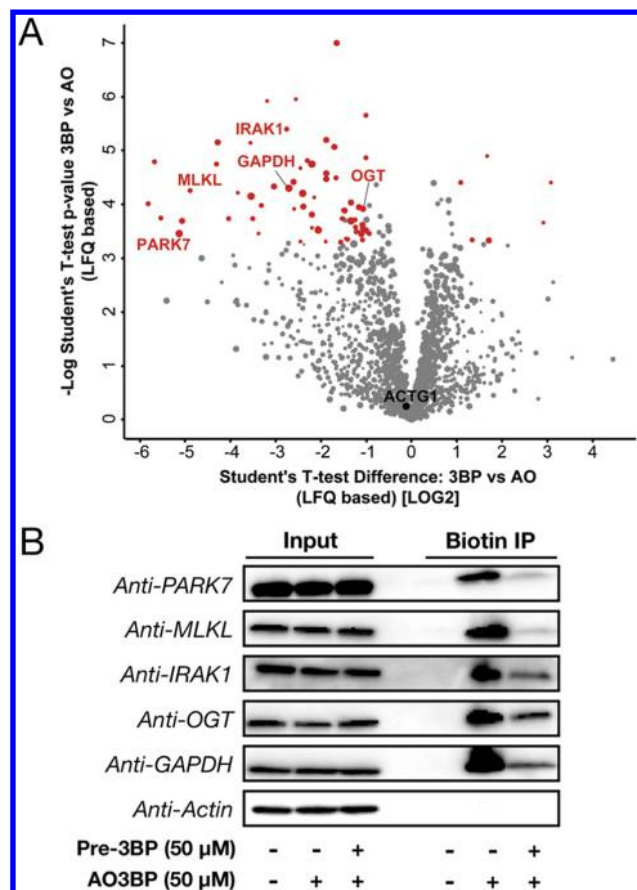 A
-Log Student's T-test p-value 3BP vs AO
(LFQ based)
7
6
5
4
3
2
1
0
IRAK1
GAPDH
OGT
MLKL
PARK7
ACTG1
-6 -5 -4 -3 -2 -1 0 1 2 3 4
Student's T-test Difference: 3BP vs AO
(LFQ based) [LOG2]
B
Input Biotin IP
Anti-PARK7
Anti-MLKL
Anti-IRAK1
Anti-OGT
Anti-GAPDH
Anti-Actin
Pre-3BP (50 µM) - - + - - +
AO3BP (50 µM) - + + - + +